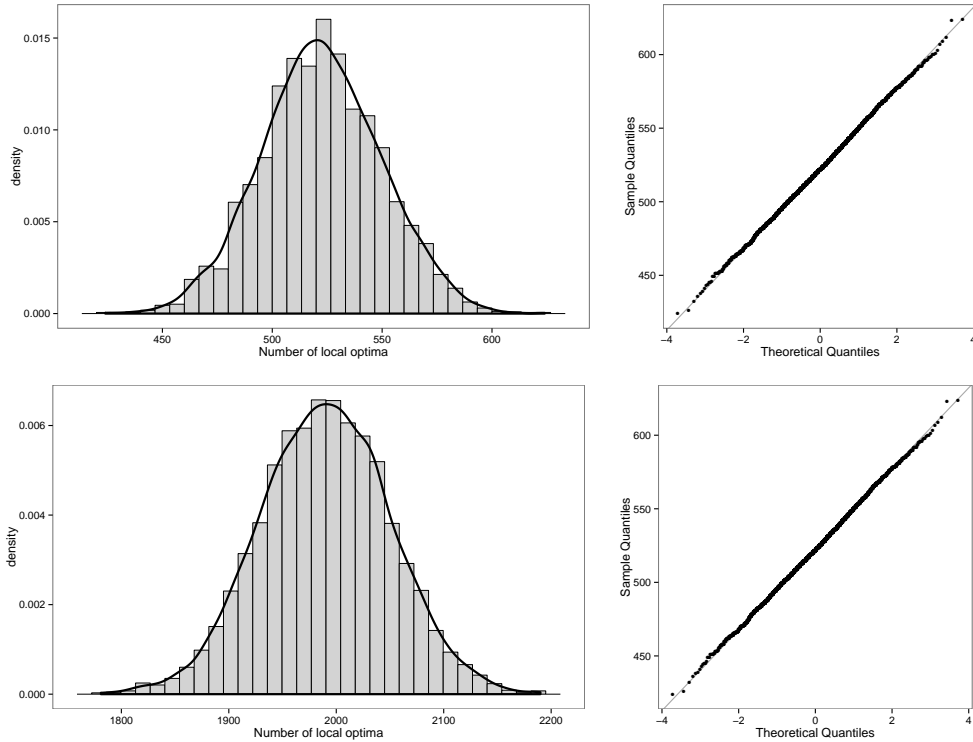 0.015
0.010
0.005
0.000
density
450 500 550 600
Number of local optima
600
550
500
450
Sample Quantiles
−4 −2 0 2 4
Theoretical Quantiles
0.006
0.004
0.002
0.000
density
1800 1900 2000 2100 2200
Number of local optima
600
550
500
450
Sample Quantiles
−4 −2 0 2 4
Theoretical Quantiles